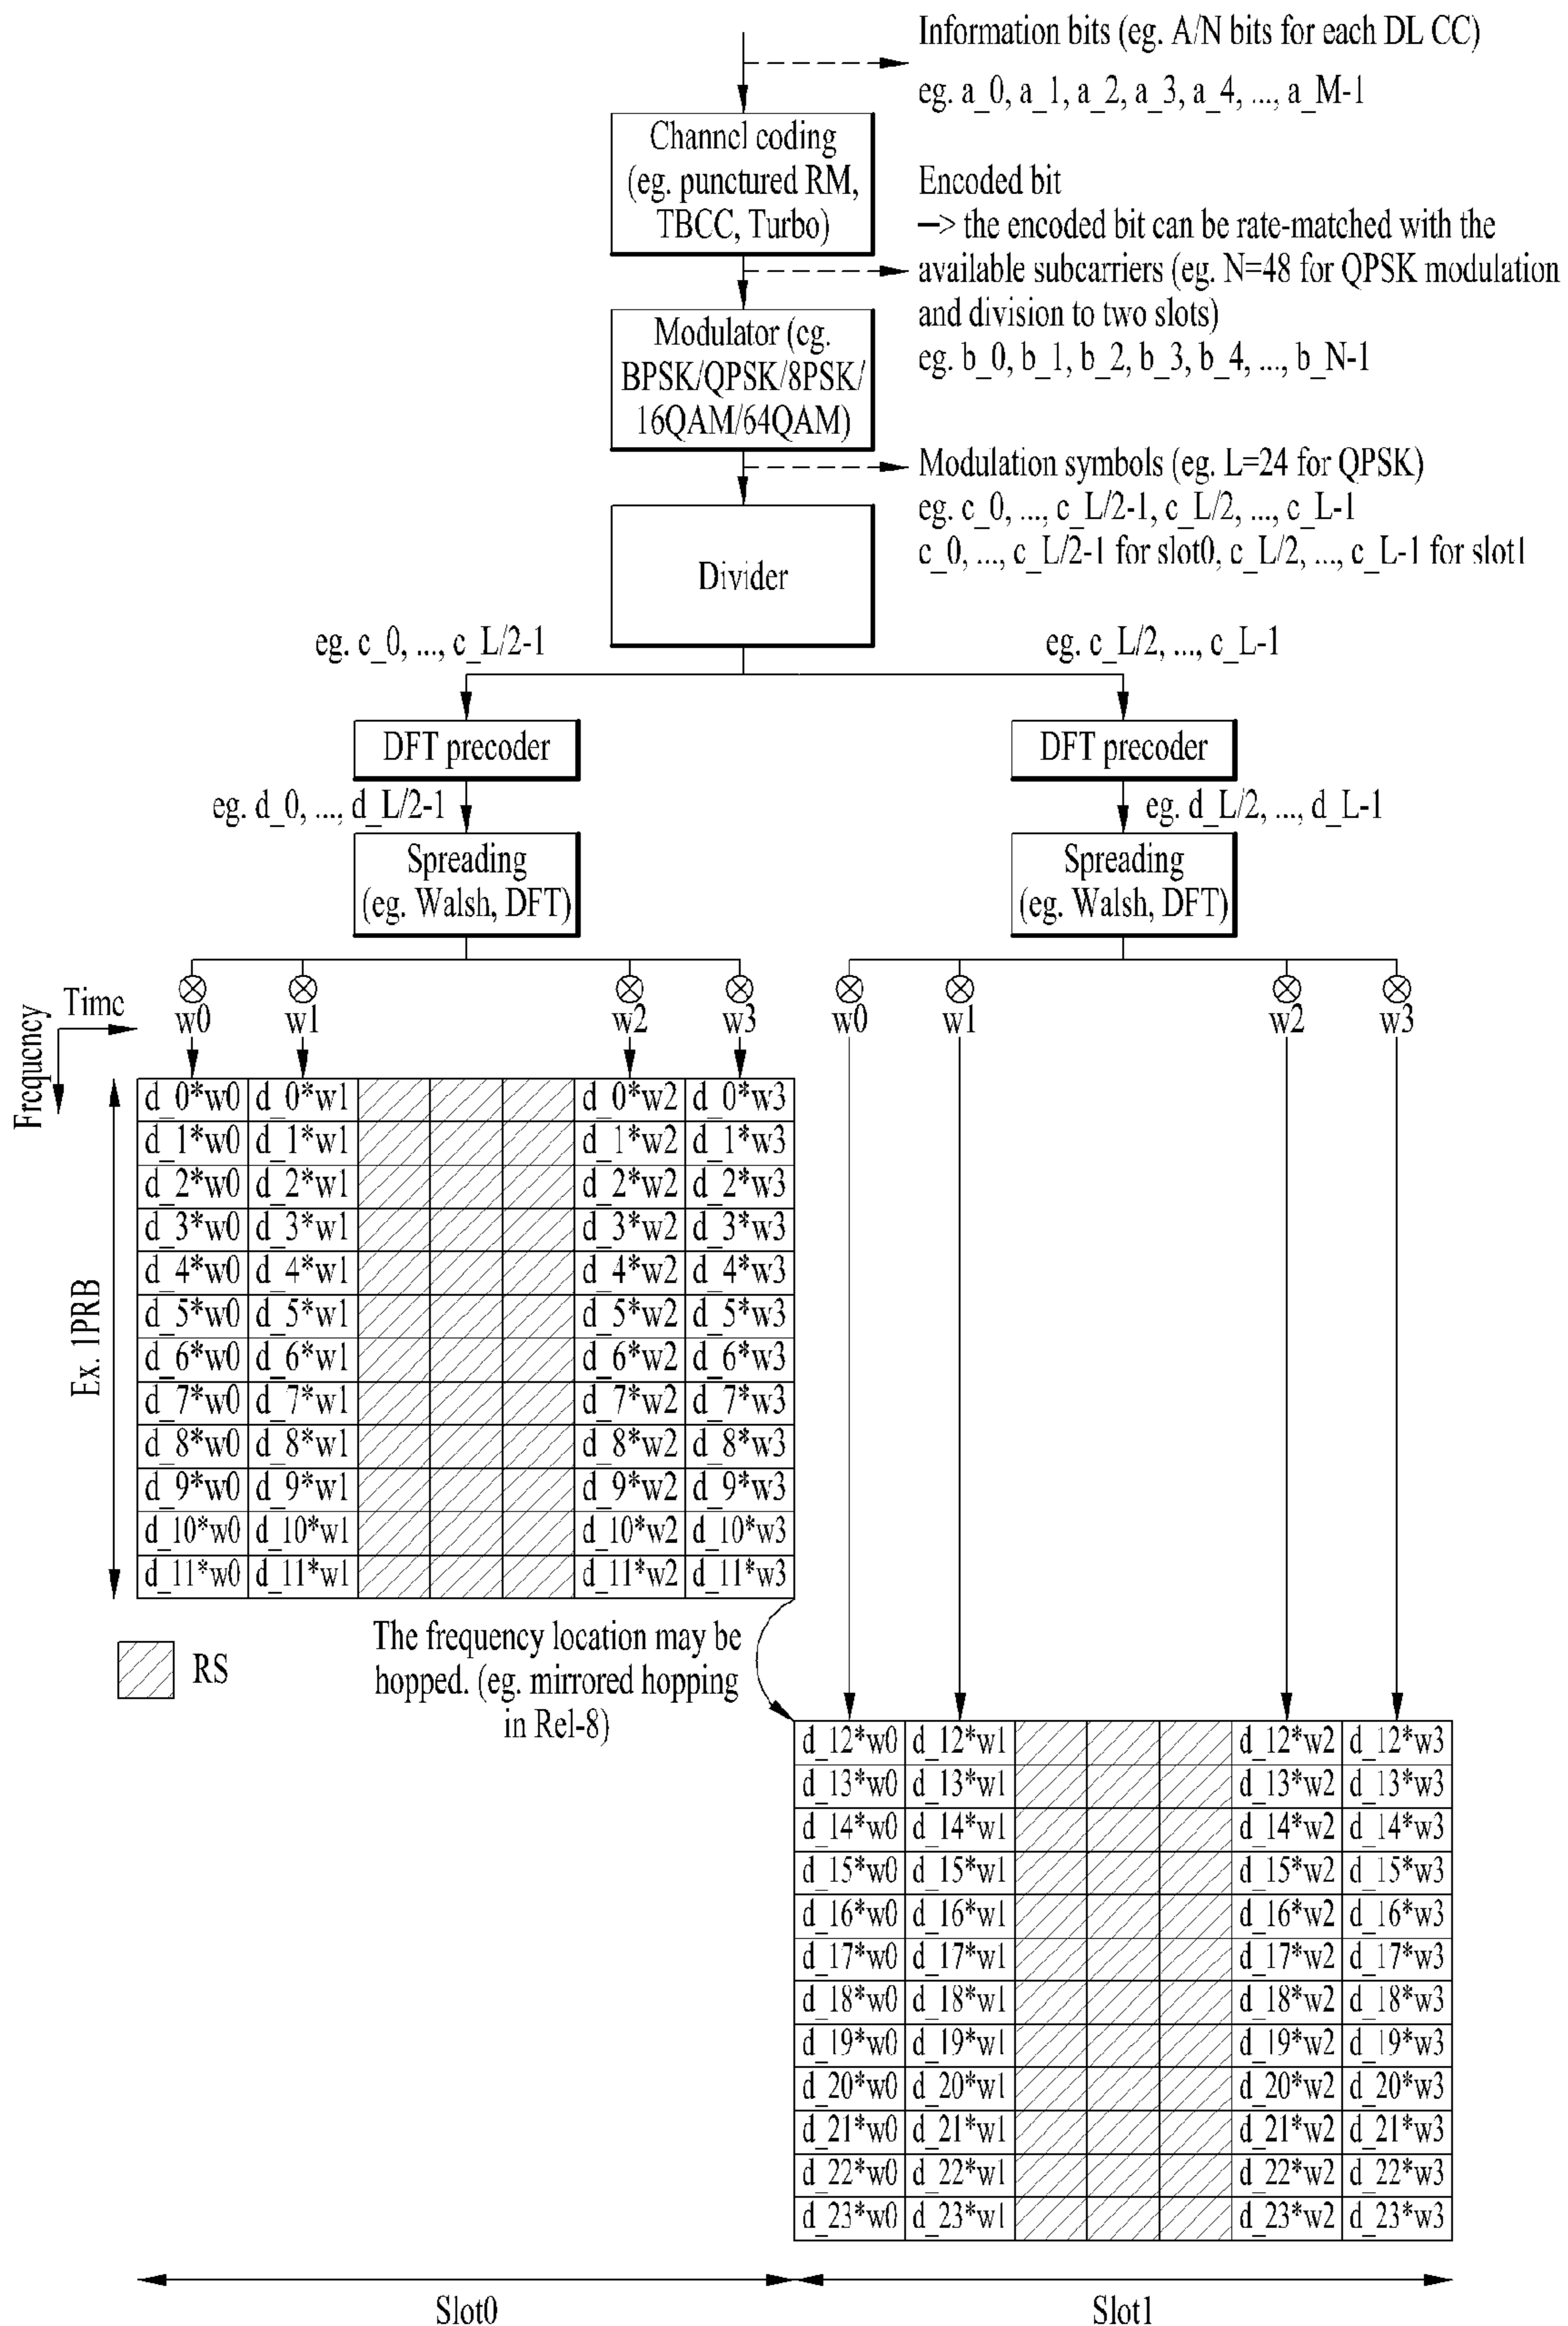 Information bits (eg. A/N bits for each DL CC)
eg. a_0, a_1, a_2, a_3, a_4, ..., a_M-1
Channel coding
(eg. punctured RM,
TBCC, Turbo)
Encoded bit
—> the encoded bit can be rate-matched with the
available subcarriers (eg. N=48 for QPSK modulation
and division to two slots)
eg. b_0, b_1, b_2, b_3, b_4, ..., b_N-1
Modulator (eg.
BPSK/QPSK/8PSK/
16QAM/64QAM)
Modulation symbols (eg. L=24 for QPSK)
eg. c_0, ..., c_L/2-1, c_L/2, ..., c_L-1
c_0, ..., c_L/2-1 for slot0, c_L/2, ..., c_L-1 for slot1
Divider
eg. c_0, ..., c_L/2-1
eg. c_L/2, ..., c_L-1
DFT precoder
DFT precoder
eg. d_0, ..., d_L/2-1
eg. d_L/2, ..., d_L-1
Spreading
(eg. Walsh, DFT)
Spreading
(eg. Walsh, DFT)
Time
Frequency
w0 w1 w2 w3 w0 w1 w2 w3
d_0*w0 d_0*w1 d_0*w2 d_0*w3
d_1*w0 d_1*w1 d_1*w2 d_1*w3
d_2*w0 d_2*w1 d_2*w2 d_2*w3
d_3*w0 d_3*w1 d_3*w2 d_3*w3
d_4*w0 d_4*w1 d_4*w2 d_4*w3
d_5*w0 d_5*w1 d_5*w2 d_5*w3
d_6*w0 d_6*w1 d_6*w2 d_6*w3
d_7*w0 d_7*w1 d_7*w2 d_7*w3
d_8*w0 d_8*w1 d_8*w2 d_8*w3
d_9*w0 d_9*w1 d_9*w2 d_9*w3
d_10*w0 d_10*w1 d_10*w2 d_10*w3
d_11*w0 d_11*w1 d_11*w2 d_11*w3
Ex. 1PRB
RS
The frequency location may be
hopped. (eg. mirrored hopping
in Rel-8)
d_12*w0 d_12*w1 d_12*w2 d_12*w3
d_13*w0 d_13*w1 d_13*w2 d_13*w3
d_14*w0 d_14*w1 d_14*w2 d_14*w3
d_15*w0 d_15*w1 d_15*w2 d_15*w3
d_16*w0 d_16*w1 d_16*w2 d_16*w3
d_17*w0 d_17*w1 d_17*w2 d_17*w3
d_18*w0 d_18*w1 d_18*w2 d_18*w3
d_19*w0 d_19*w1 d_19*w2 d_19*w3
d_20*w0 d_20*w1 d_20*w2 d_20*w3
d_21*w0 d_21*w1 d_21*w2 d_21*w3
d_22*w0 d_22*w1 d_22*w2 d_22*w3
d_23*w0 d_23*w1 d_23*w2 d_23*w3
Slot0
Slot1